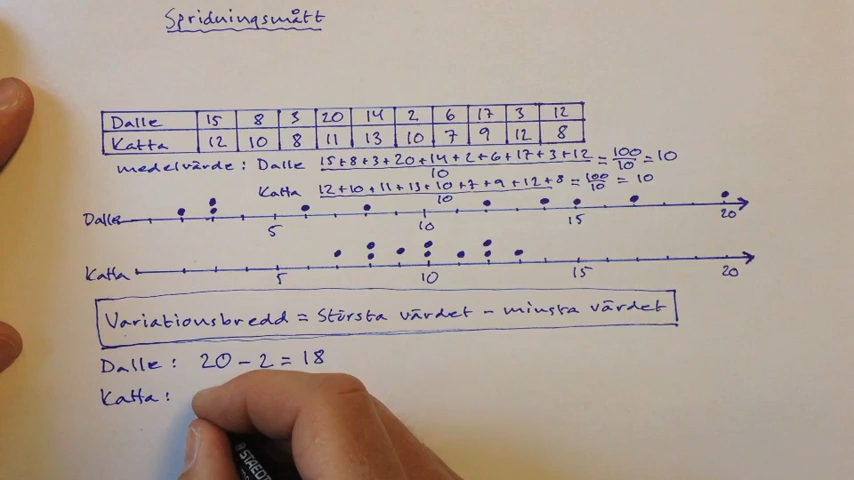 Spridningsmått
Dalle 15 8 3 20 14 2 6 17 3 12
Katta 12 10 8 11 13 10 7 9 12 8
medelvärde: Dalle 15+8+3+20+14+2+6+17+3+12 / 10 = 100/10 = 10
Katta 12+10+11+13+10+7+9+12+8 / 10 = 100/10 = 10
Dalle 5 10 15 20
Katta 5 10 15 20
Variationsbredd = Största värdet - minsta värdet
Dalle: 20 - 2 = 18
Katta:
STAEDT